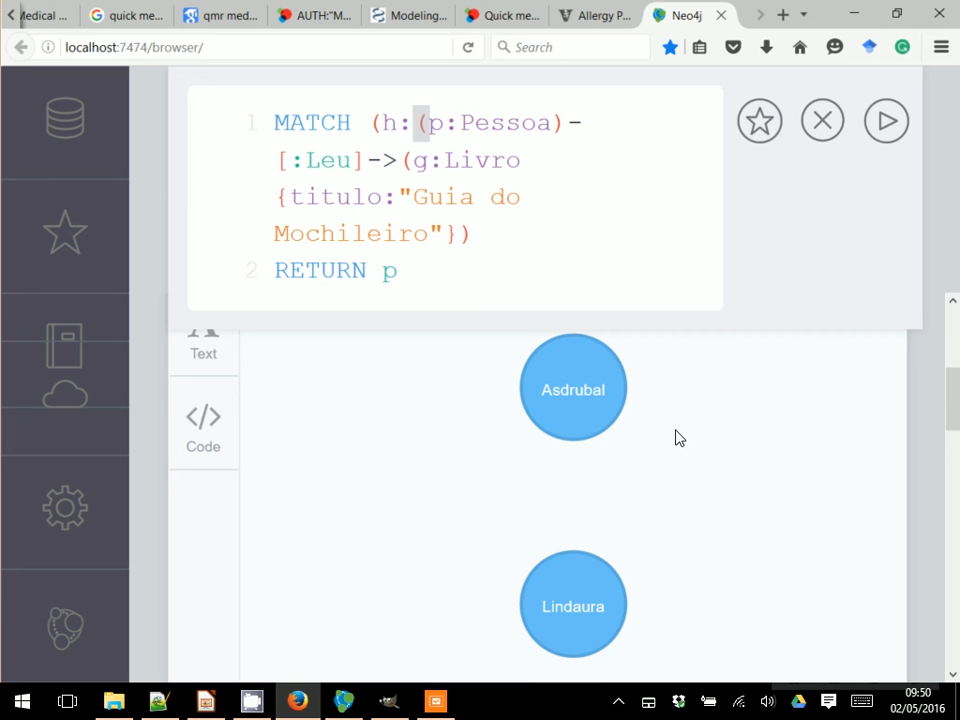 Medical ...
quick me...
qmr med...
AUTH:"M...
Modeling...
Quick me...
Allergy P...
Neo4j
localhost:7474/browser/
Search
1 MATCH (h:(p:Pessoa)-
[:Leu]->(g:Livro
{titulo:"Guia do
Mochileiro"})
2 RETURN p
Text
Code
Asdrubal
Lindaura
09:50
02/05/2016